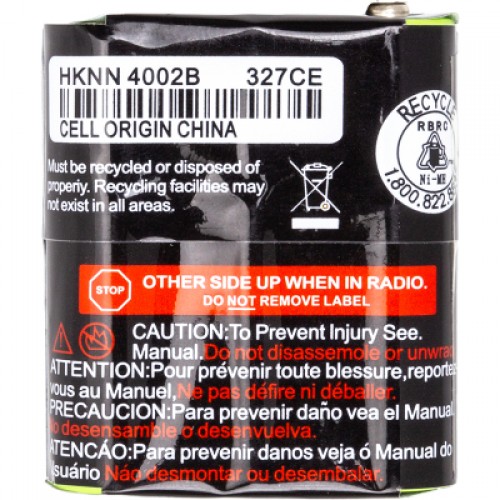 HKNN 4002B 327CE
CELL ORIGIN CHINA
Must be recycled or disposed of
properiy. Recycling facilities may
not exist in all areas.
RECYCLE
RBRC
Ni-MH
1.800.822.
STOP
OTHER SIDE UP WHEN IN RADIO.
DO NOT REMOVE LABEL
CAUTION:To Prevent Injury See.
Manual.Do not disassemole or unwrap
ATTENTION:Pour prévenir toute blessure,reportez
vous au Manuel,Ne pas défire ni déballer.
PRECAUCION:Para prevenir daño vea el Manual.
No desensamble o desenvuelva.
ATENCÁO:Para prevenir danos veja ó Manual do
usuário Não desmontar ou desembalar.